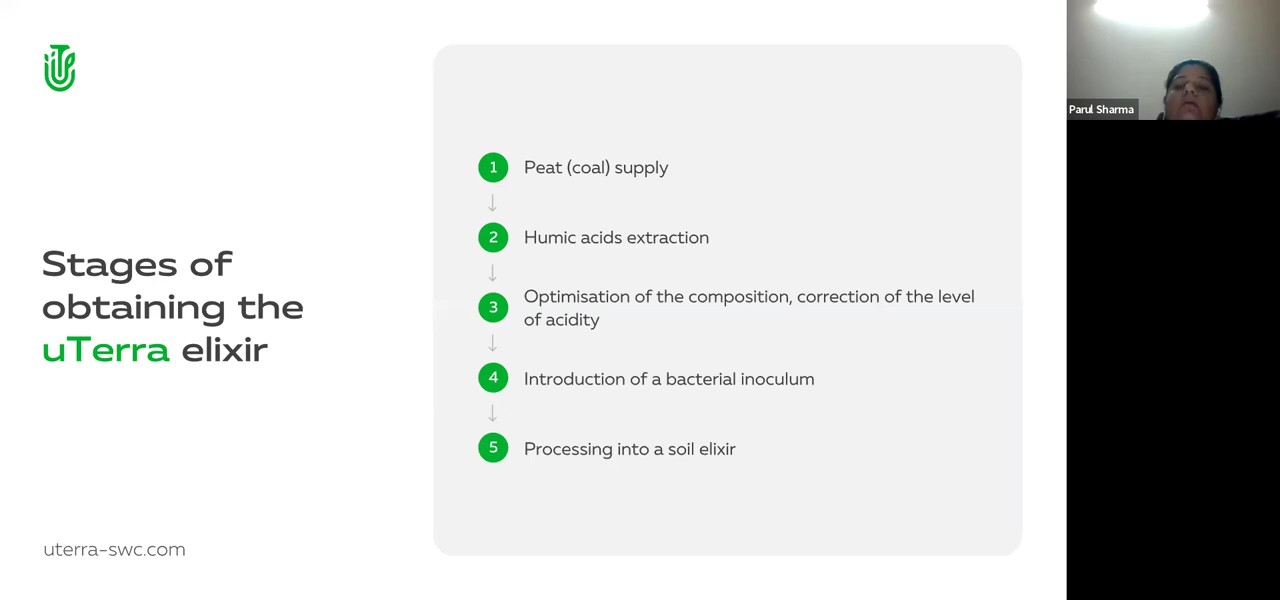 Stages of
obtaining the
uTerra elixir
uterra-swc.com
1 Peat (coal) supply
2 Humic acids extraction
3 Optimisation of the composition, correction of the level
of acidity
4 Introduction of a bacterial inoculum
5 Processing into a soil elixir
Parul Sharma